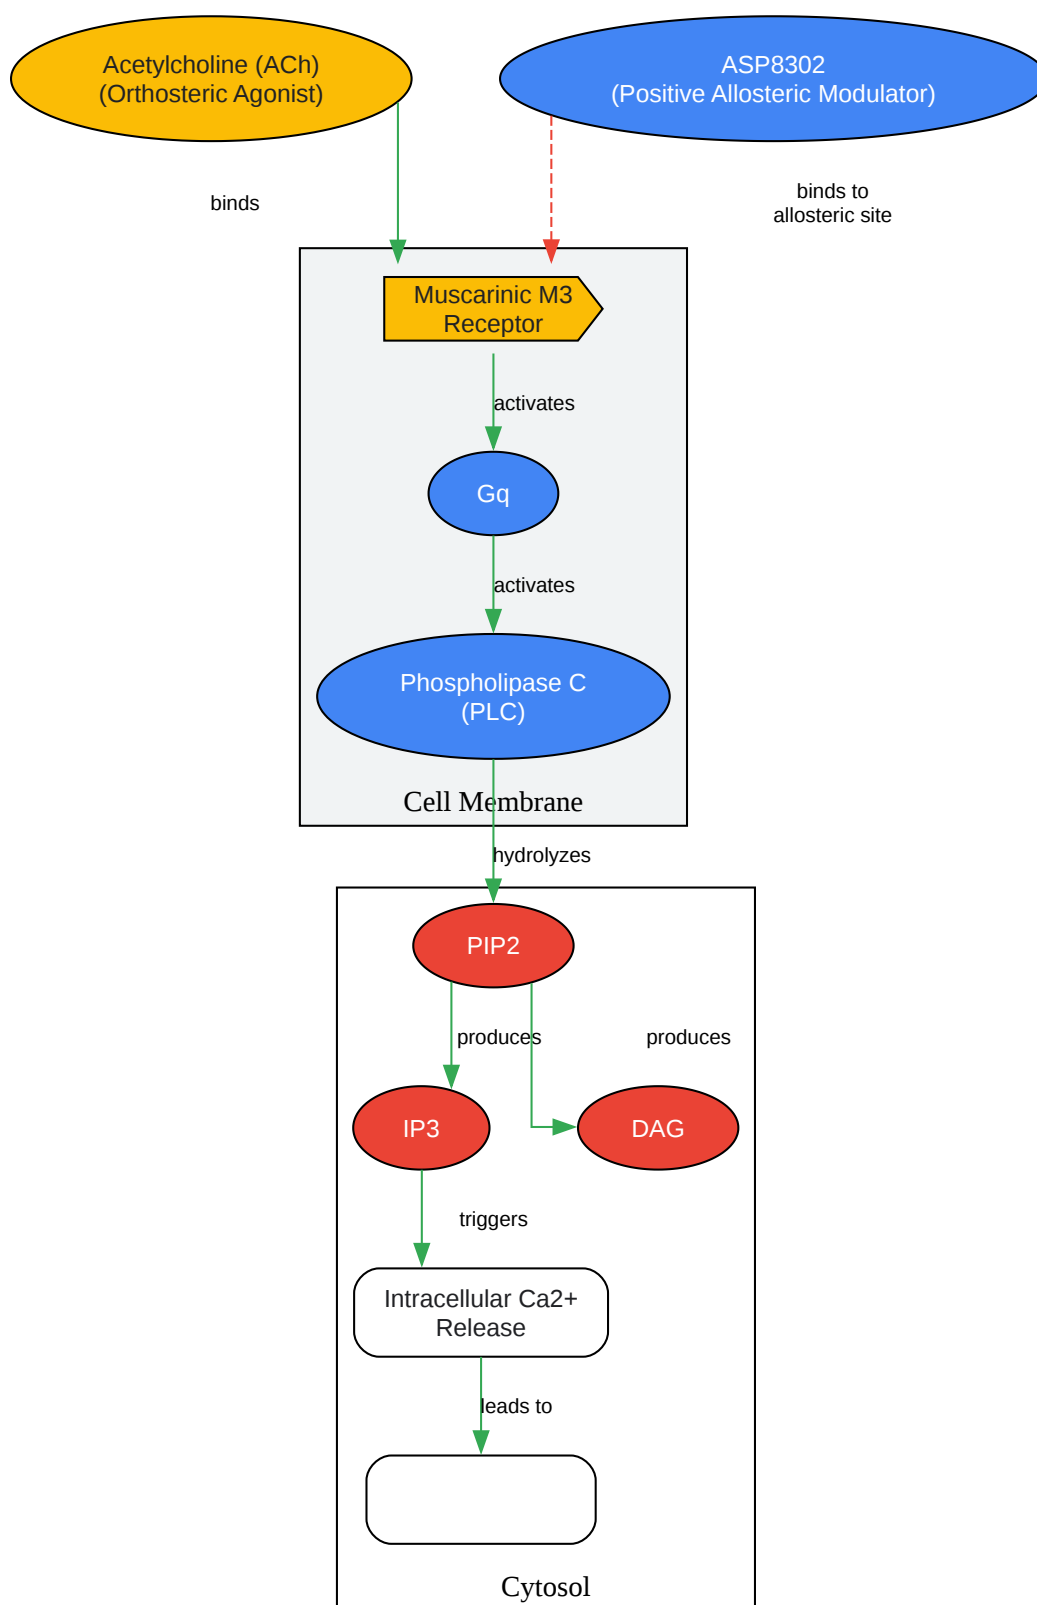 Acetylcholine (ACh)
(Orthosteric Agonist)
ASP8302
(Positive Allosteric Modulator)
binds
binds to
allosteric site
Muscarinic M3
Receptor
activates
Gq
activates
Phospholipase C
(PLC)
Cell Membrane
hydrolyzes
PIP2
produces
produces
IP3
DAG
triggers
Intracellular Ca2+
Release
leads to
Cytosol